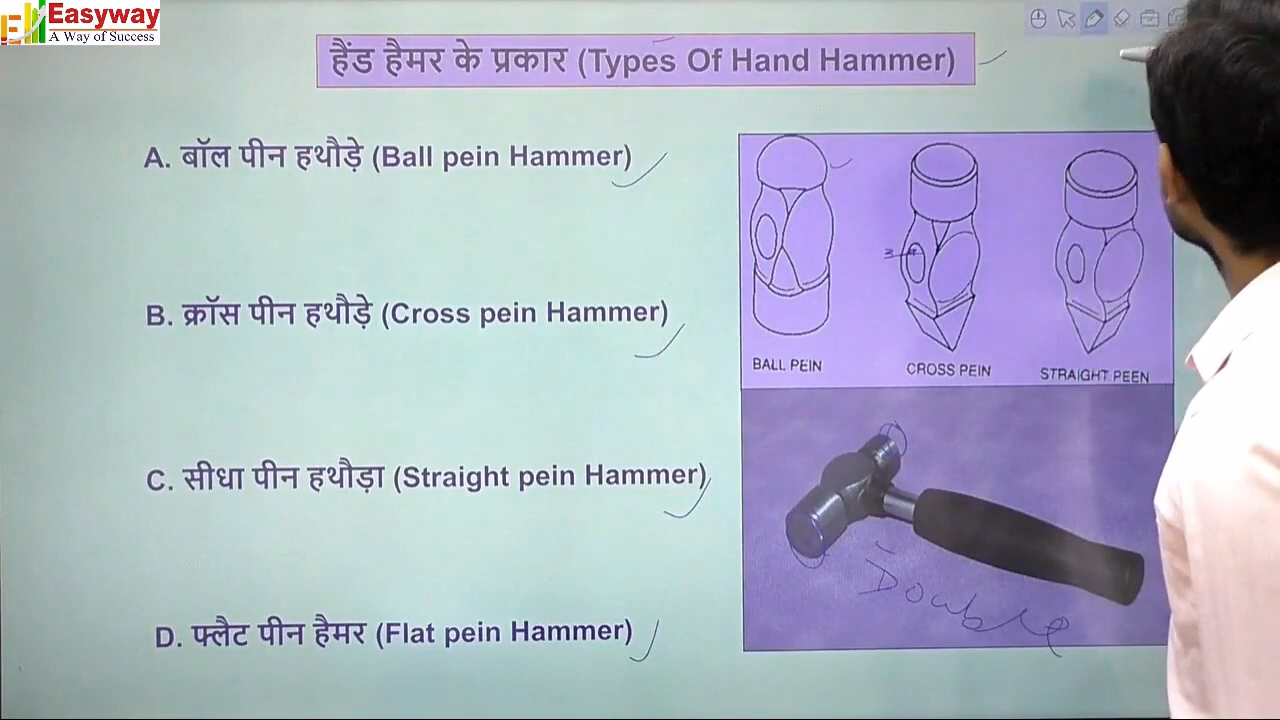 Easyway
A Way of Success
हैंड हैमर के प्रकार (Types Of Hand Hammer)
A. बॉल पीन हथौड़े (Ball pein Hammer)
B. क्रॉस पीन हथौड़े (Cross pein Hammer)
C. सीधा पीन हथौड़ा (Straight pein Hammer)
D. फ्लैट पीन हैमर (Flat pein Hammer)
BALL PEIN
CROSS PEIN
STRAIGHT PEEN
Double